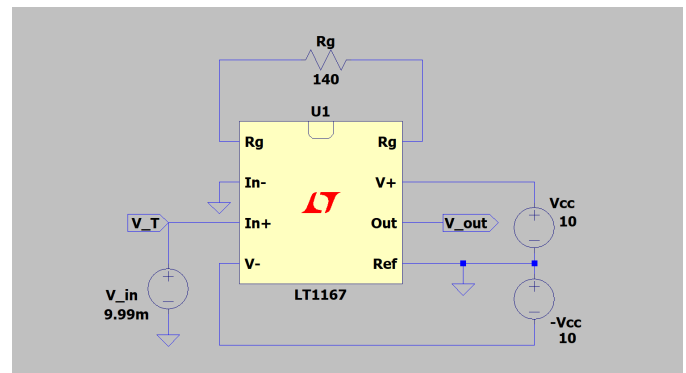 Rg
140
U1
Rg
Rg
In-
V+
Vcc
10
V_T
In+
Out
V_out
V-
Ref
V_in
9.99m
LT1167
-Vcc
10